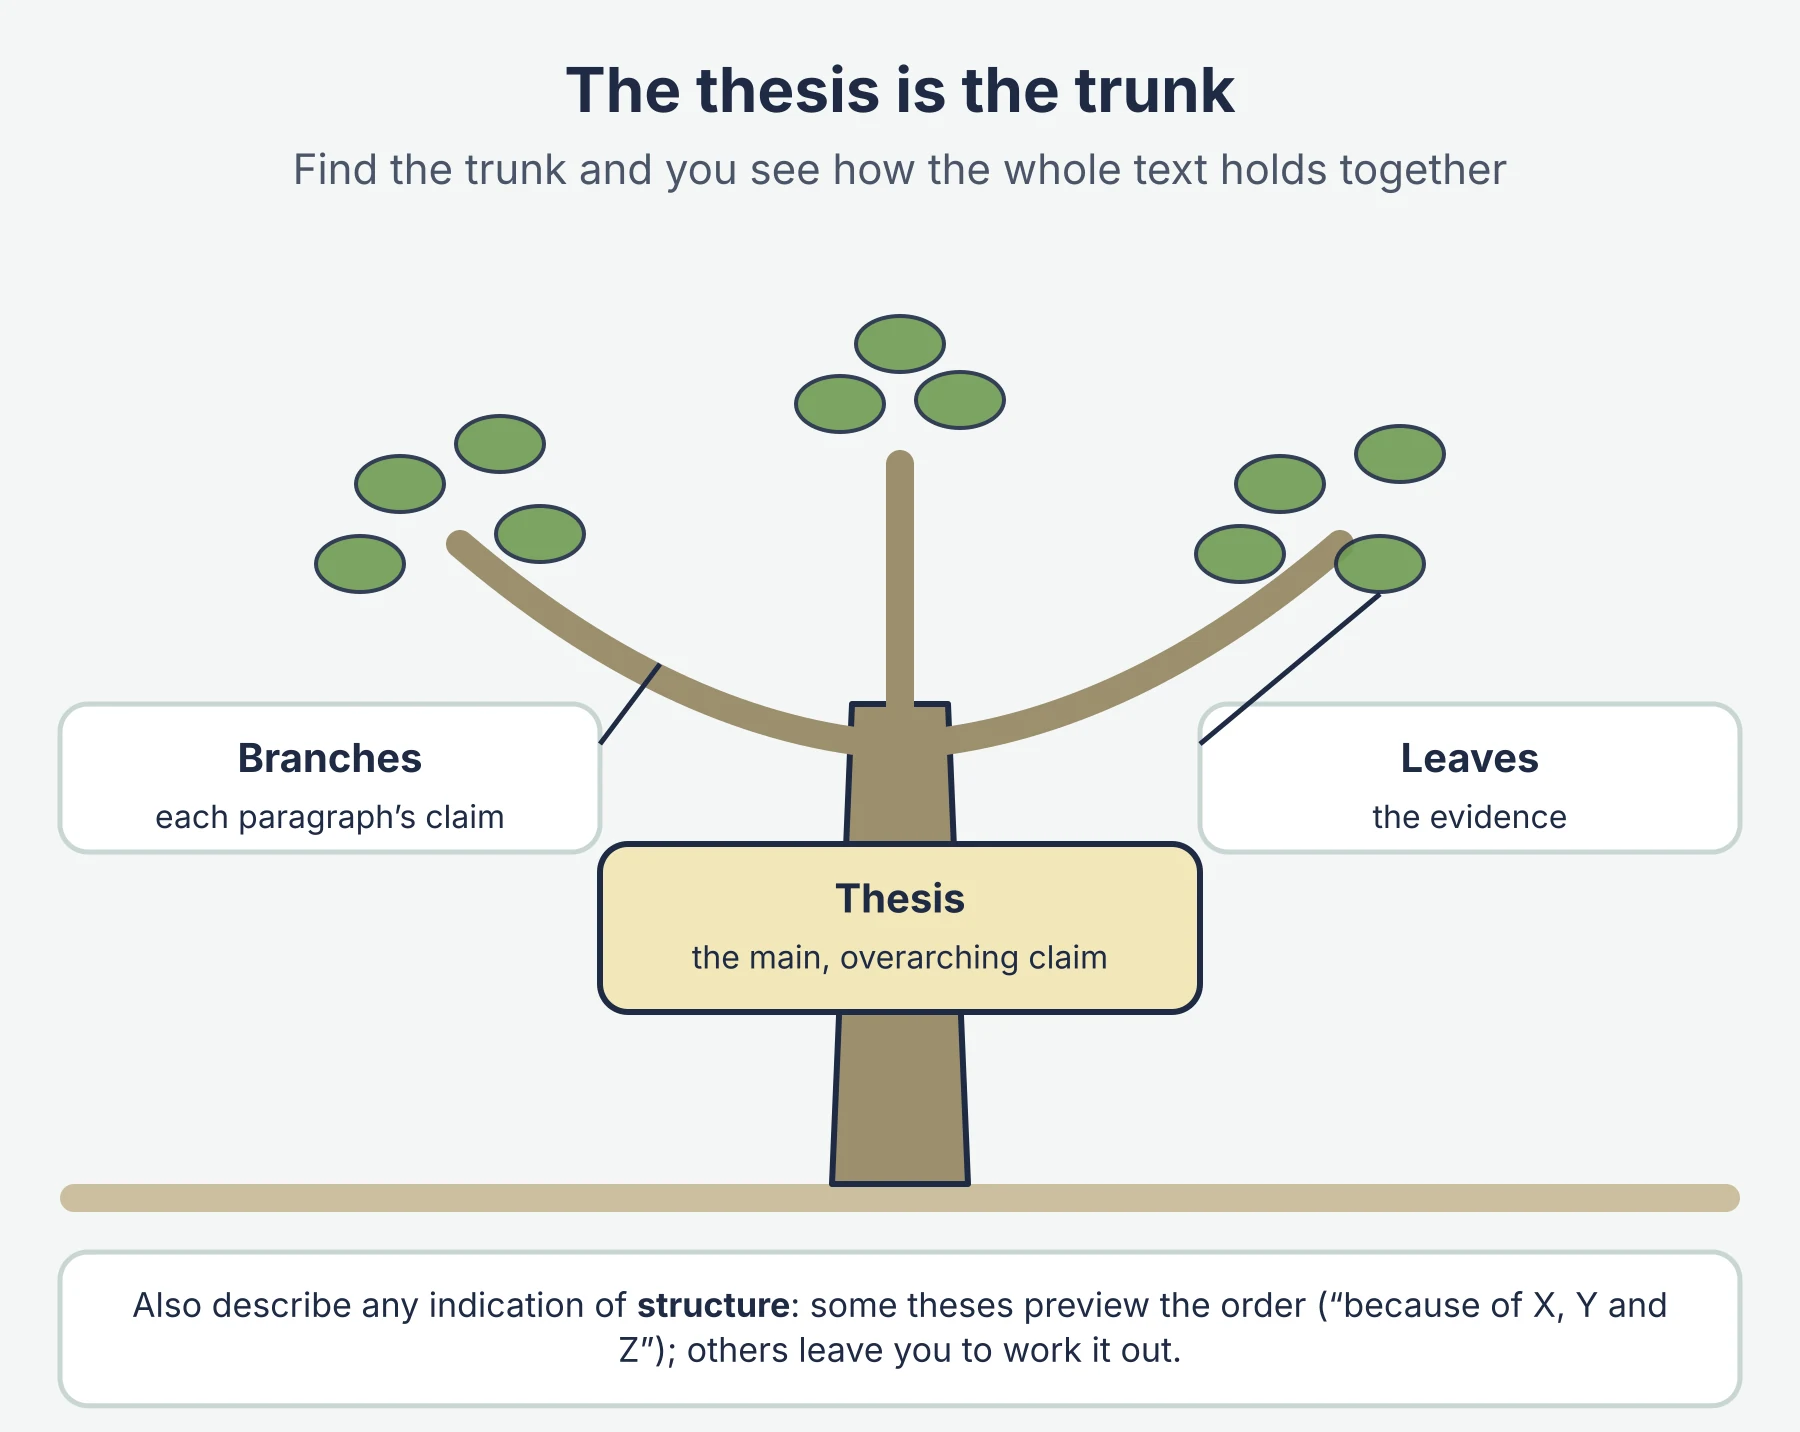 The thesis is the trunk
Find the trunk and you see how the whole text holds together
Branches
each paragraph’s claim
Leaves
the evidence
Thesis
the main, overarching claim
Also describe any indication of structure: some theses preview the order (“because of X, Y and
Z”); others leave you to work it out.